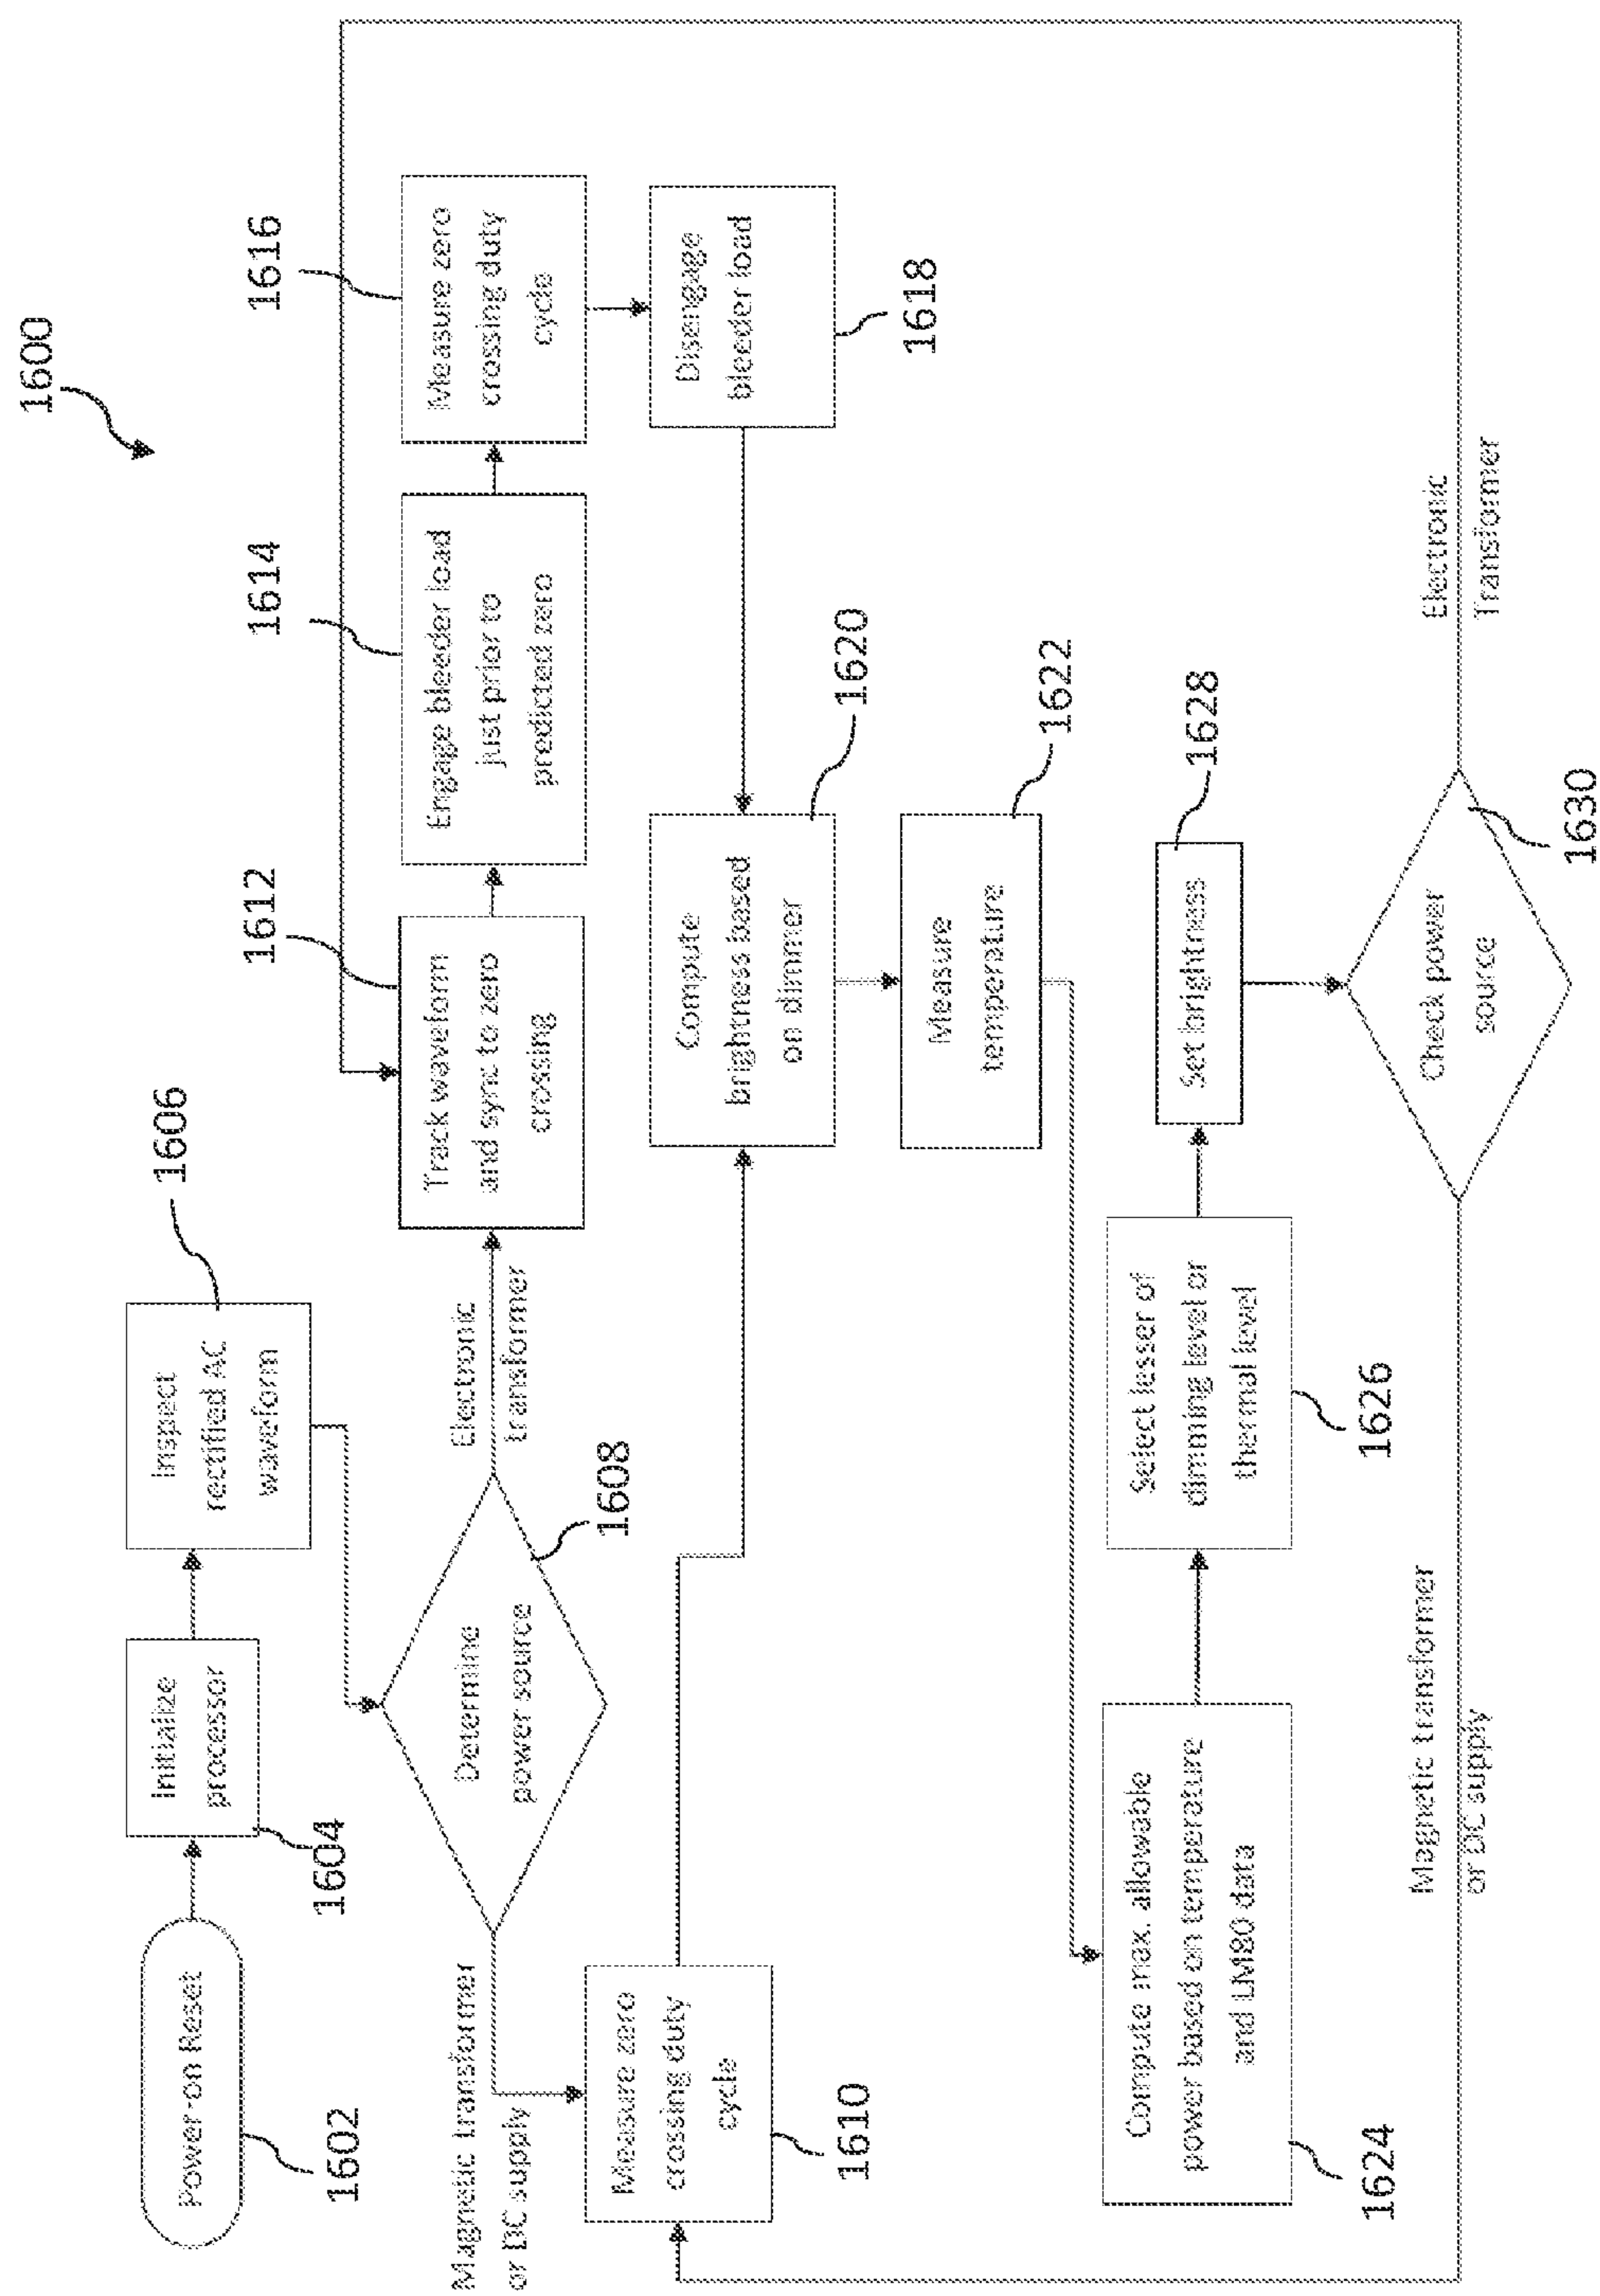 1600
Power-on Reset
1602
Initialize
processor
1604
Inspect
rectified AC
waveform
1606
Determine
power source
1608
Magnetic transformer
or DC supply
Electronic
transformer
Measure zero
crossing duty
cycle
1610
Track waveform
and sync to zero
crossing
1612
Engage bleeder load
just prior to
predicted zero
1614
Measure zero
crossing duty
cycle
1616
Disengage
bleeder load
1618
Compute
brightness based
on dimmer
1620
Measure
temperature
1622
Compute max. allowable
power based on temperature
and LM80 data
1624
Select lesser of
dimming level or
thermal level
1626
Set brightness
1628
Check power
source
1630
Magnetic transformer
or DC supply
Electronic
Transformer